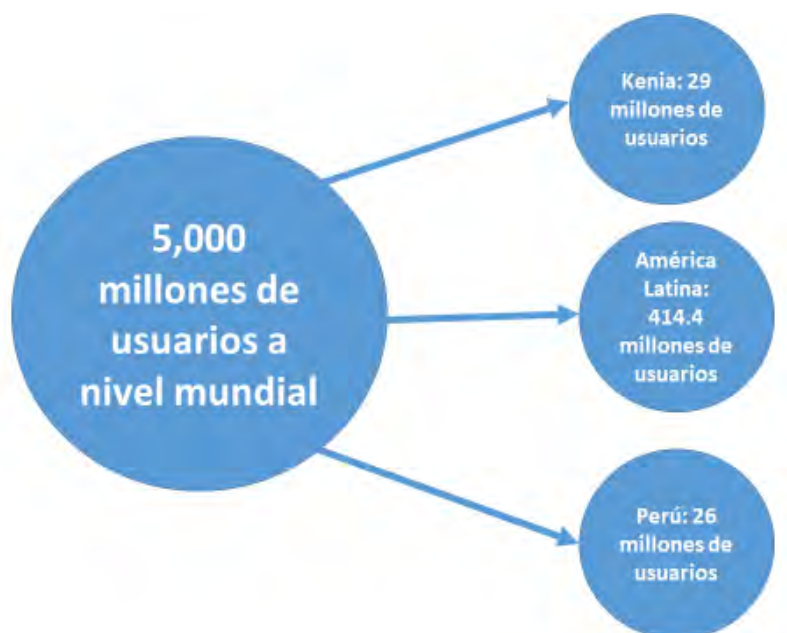 5,000
millones de
usuarios a
nivel mundial
Kenia: 29
millones de
usuarios
América
Latina:
414.4
millones de
usuarios
Perú: 26
millones de
usuarios